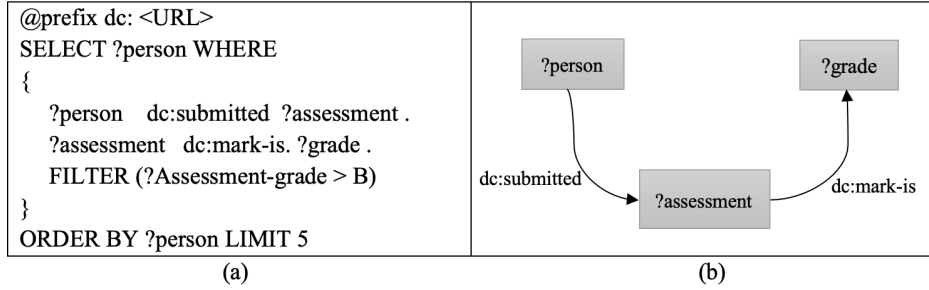 @prefix dc: <URL>
SELECT ?person WHERE
{
?person dc:submitted ?assessment .
?assessment dc:mark-is. ?grade .
FILTER (?Assessment-grade > B)
}
ORDER BY ?person LIMIT 5
(a)
?person
?grade
dc:submitted
?assessment
dc:mark-is
(b)